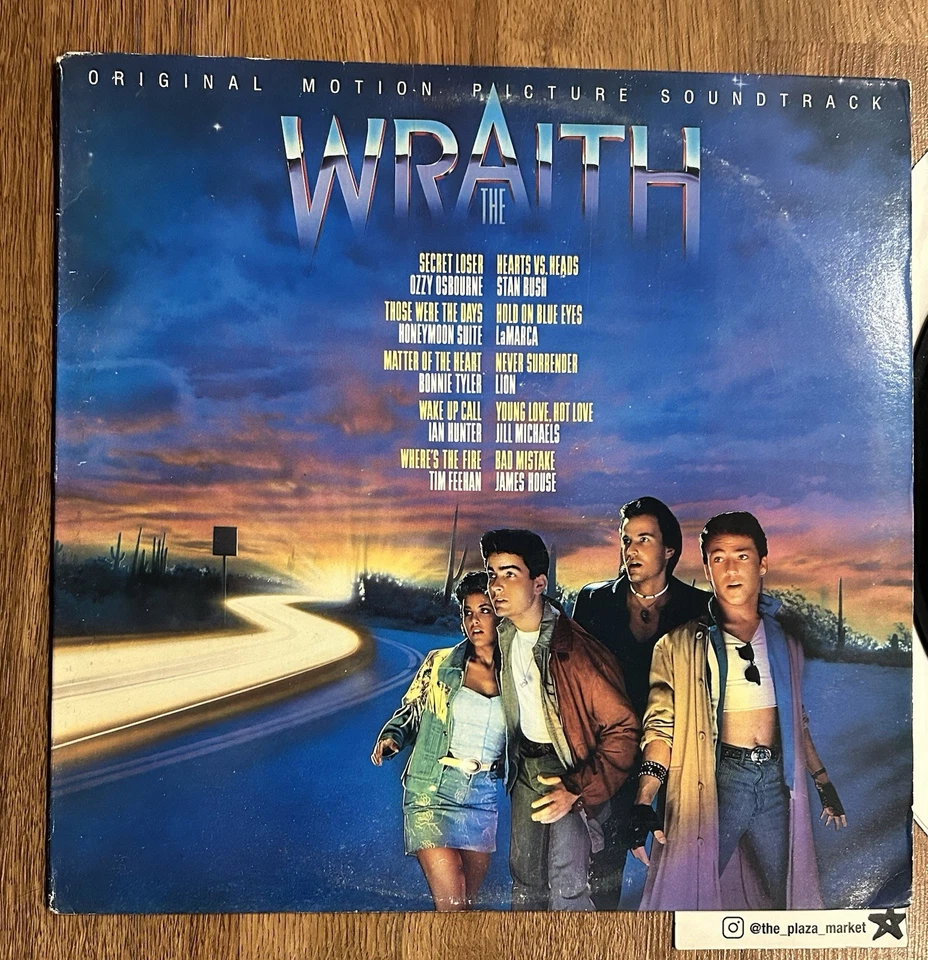 ORIGINAL MOTION PICTURE SOUNDTRACK
THE
WRAITH
SECRET LOSER
OZZY OSBOURNE
THOSE WERE THE DAYS
HONEYMOON SUITE
MATTER OF THE HEART
BONNIE TYLER
WAKE UP CALL
IAN HUNTER
WHERE'S THE FIRE
TIM FEEHAN
HEARTS VS. HEADS
STAN BUSH
HOLD ON BLUE EYES
LaMARCA
NEVER SURRENDER
LION
YOUNG LOVE, HOT LOVE
JILL MICHAELS
BAD MISTAKE
JAMES HOUSE
@the_plaza_market